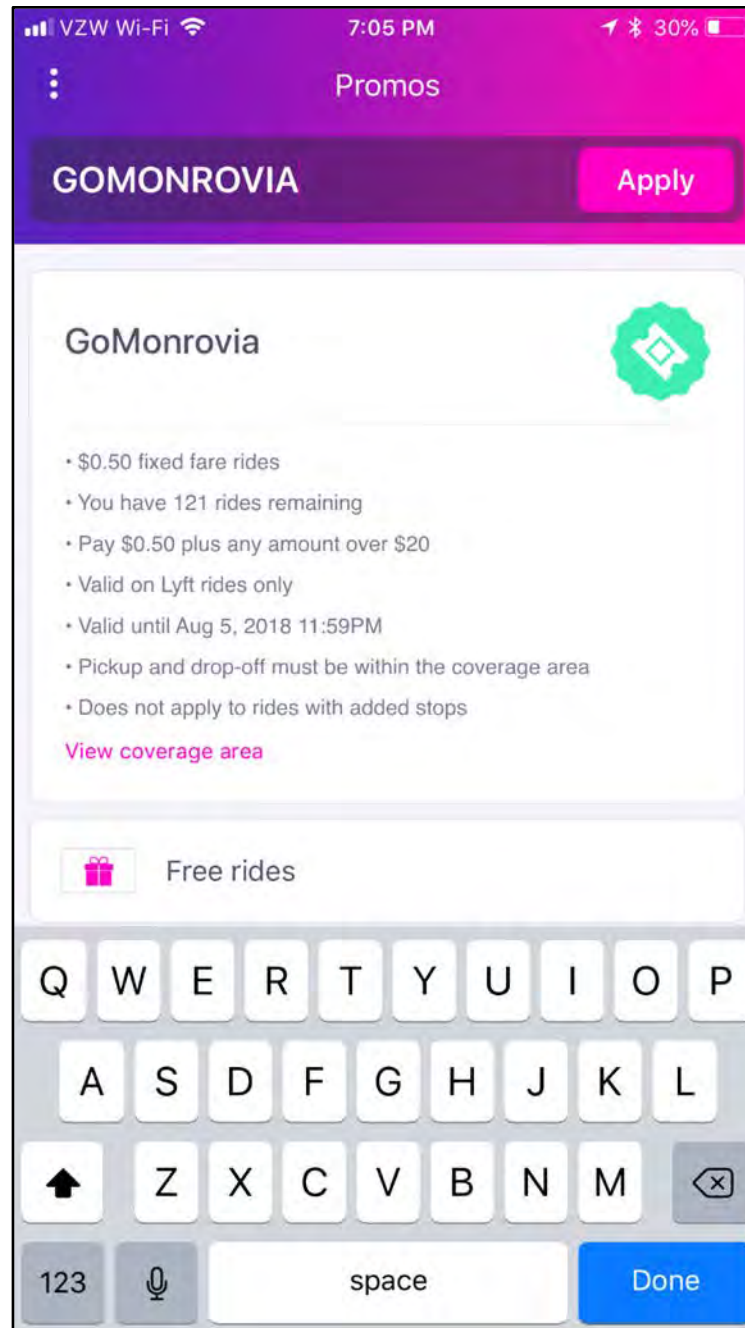 VZW Wi-Fi 7:05 PM 30%
Promos
GOMONROVIA Apply
GoMonrovia
• $0.50 fixed fare rides
• You have 121 rides remaining
• Pay $0.50 plus any amount over $20
• Valid on Lyft rides only
• Valid until Aug 5, 2018 11:59PM
• Pickup and drop-off must be within the coverage area
• Does not apply to rides with added stops
View coverage area
Free rides
Q W E R T Y U I O P
A S D F G H J K L
Z X C V B N M
123 space Done